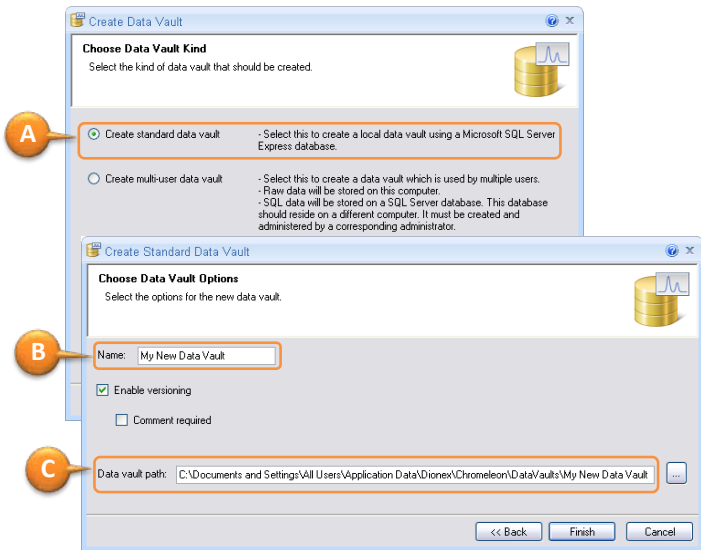 Create Data Vault
Choose Data Vault Kind
Select the kind of data vault that should be created.
A
Create standard data vault
- Select this to create a local data vault using a Microsoft SQL Server
Express database.
Create multi-user data vault
- Select this to create a data vault which is used by multiple users.
- Raw data will be stored on this computer.
- SQL data will be stored on a SQL Server database. This database
should reside on a different computer. It must be created and
administered by a corresponding administrator.
Create Standard Data Vault
Choose Data Vault Options
Select the options for the new data vault.
B
Name: My New Data Vault
Enable versioning
Comment required
C
Data vault path: C:\Documents and Settings\All Users\Application Data\Dionex\Chromeleon\DataVaults\My New Data Vault ...
<< Back Finish Cancel